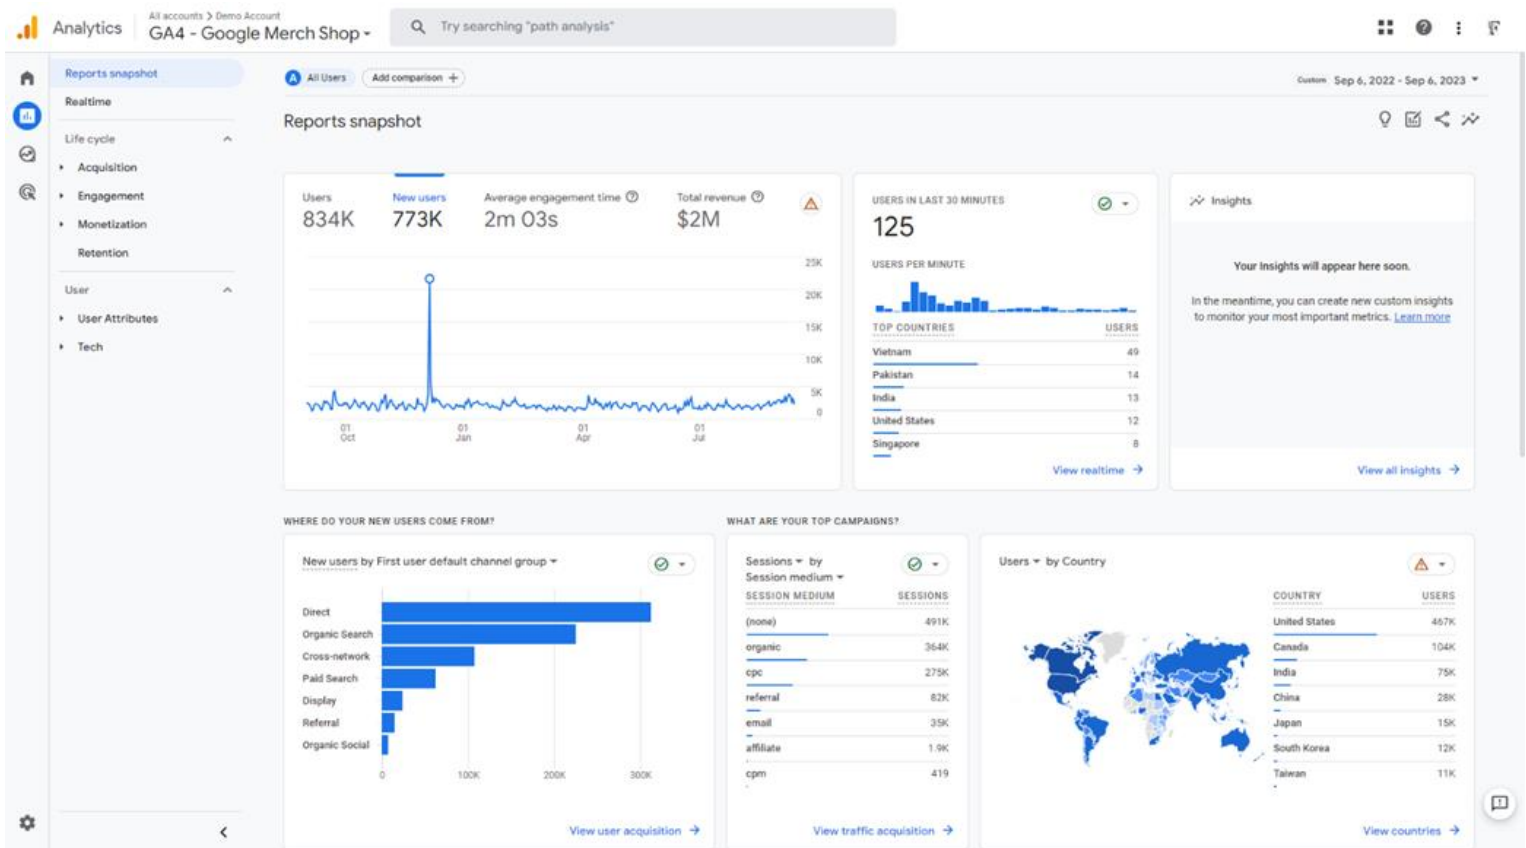 All accounts > Demo Account
Analytics
GA4 - Google Merch Shop
Try searching "path analysis"
Reports snapshot
Realtime
Life cycle
Acquisition
Engagement
Monetization
Retention
User
User Attributes
Tech
A All Users
Add comparison +
Custom Sep 6, 2022 - Sep 6, 2023
Reports snapshot
Users
834K
New users
773K
Average engagement time
2m 03s
Total revenue
$2M
25K
20K
15K
10K
5K
0
01 01 01 01
Oct Jan Apr Jul
USERS IN LAST 30 MINUTES
125
USERS PER MINUTE
TOP COUNTRIES USERS
Vietnam 49
Pakistan 14
India 13
United States 12
Singapore 8
View realtime
Insights
Your Insights will appear here soon.
In the meantime, you can create new custom insights
to monitor your most important metrics. Learn more
View all insights
WHERE DO YOUR NEW USERS COME FROM?
New users by First user default channel group
Direct
Organic Search
Cross-network
Paid Search
Display
Referral
Organic Social
0 100K 200K 300K
View user acquisition
WHAT ARE YOUR TOP CAMPAIGNS?
Sessions by
Session medium
SESSION MEDIUM SESSIONS
(none) 491K
organic 364K
cpc 275K
referral 82K
email 35K
affiliate 1.9K
cpm 419
View traffic acquisition
Users by Country
COUNTRY USERS
United States 467K
Canada 104K
India 75K
China 28K
Japan 15K
South Korea 12K
Taiwan 11K
View countries